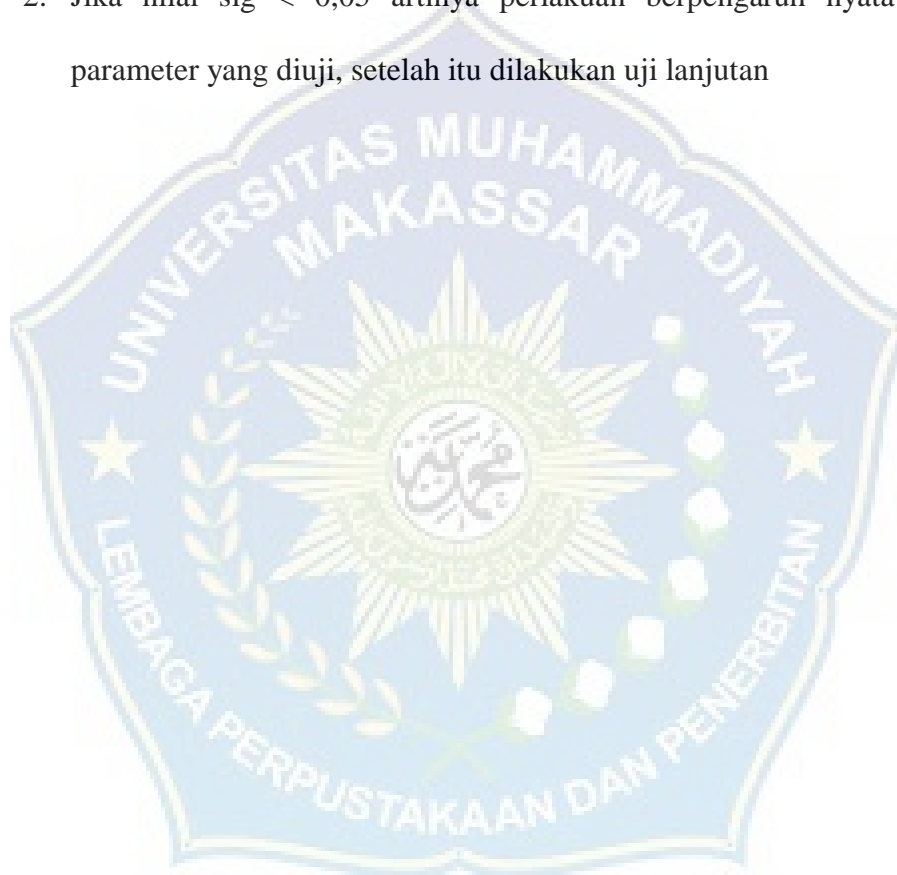 2. Jika nilai sig < 0,05 artinya perlakuan berpengaruh nyata
parameter yang diuji, setelah itu dilakukan uji lanjutan
UNIVERSITAS MUHAMMADIYAH
MAKASSAR
محمد
LEMBAGA PERPUSTAKAAN DAN PENERBITAN